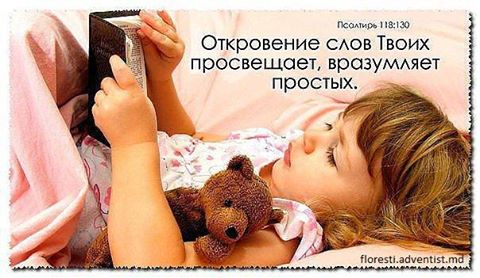 Псалтирь 118:130
Откровение слов Твоих
просвещает, вразумляет
простых.
floresti.adventist.md